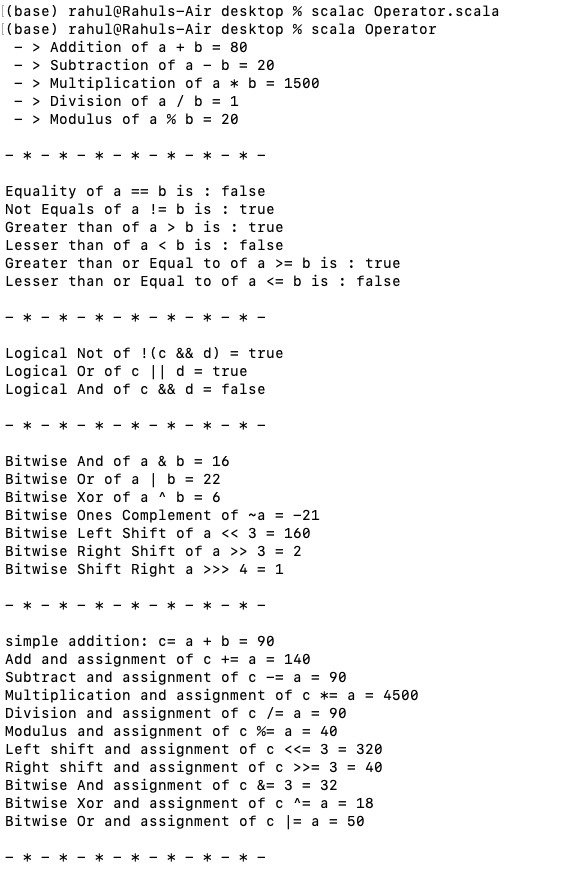 (base) rahul@Rahuls-Air desktop % scalac Operator.scala
(base) rahul@Rahuls-Air desktop % scala Operator
- > Addition of a + b = 80
- > Subtraction of a - b = 20
- > Multiplication of a * b = 1500
- > Division of a / b = 1
- > Modulus of a % b = 20
- * - * - * - * - * - * - * -
Equality of a == b is : false
Not Equals of a != b is : true
Greater than of a > b is : true
Lesser than of a < b is : false
Greater than or Equal to of a >= b is : true
Lesser than or Equal to of a <= b is : false
- * - * - * - * - * - * - * -
Logical Not of !(c && d) = true
Logical Or of c || d = true
Logical And of c && d = false
- * - * - * - * - * - * - * -
Bitwise And of a & b = 16
Bitwise Or of a | b = 22
Bitwise Xor of a ^ b = 6
Bitwise Ones Complement of ~a = -21
Bitwise Left Shift of a << 3 = 160
Bitwise Right Shift of a >> 3 = 2
Bitwise Shift Right a >>> 4 = 1
- * - * - * - * - * - * - * -
simple addition: c= a + b = 90
Add and assignment of c += a = 140
Subtract and assignment of c -= a = 90
Multiplication and assignment of c *= a = 4500
Division and assignment of c /= a = 90
Modulus and assignment of c %= a = 40
Left shift and assignment of c <<= 3 = 320
Right shift and assignment of c >>= 3 = 40
Bitwise And assignment of c &= 3 = 32
Bitwise Xor and assignment of c ^= a = 18
Bitwise Or and assignment of c |= a = 50
- * - * - * - * - * - * - * -